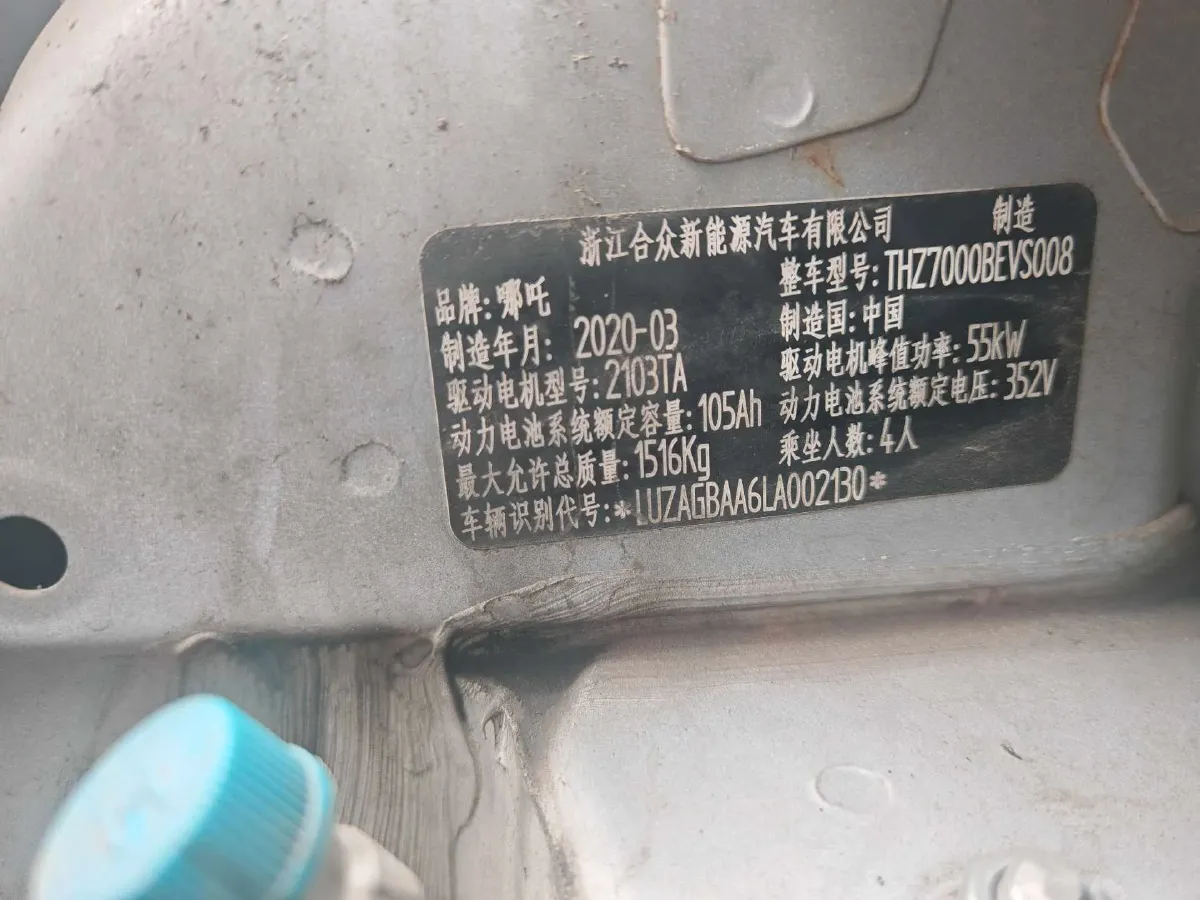 浙江合众新能源汽车有限公司 制造
品牌:哪吒 整车型号:THZ7000BEVS008
制造年月: 2020-03 制造国:中国
驱动电机型号:2103TA 驱动电机峰值功率:55kW
动力电池系统额定容量:105Ah 动力电池系统额定电压:352V
最大允许总质量:1516Kg 乘坐人数:4人
车辆识别代号:*LUZAGBAA6LA002130*